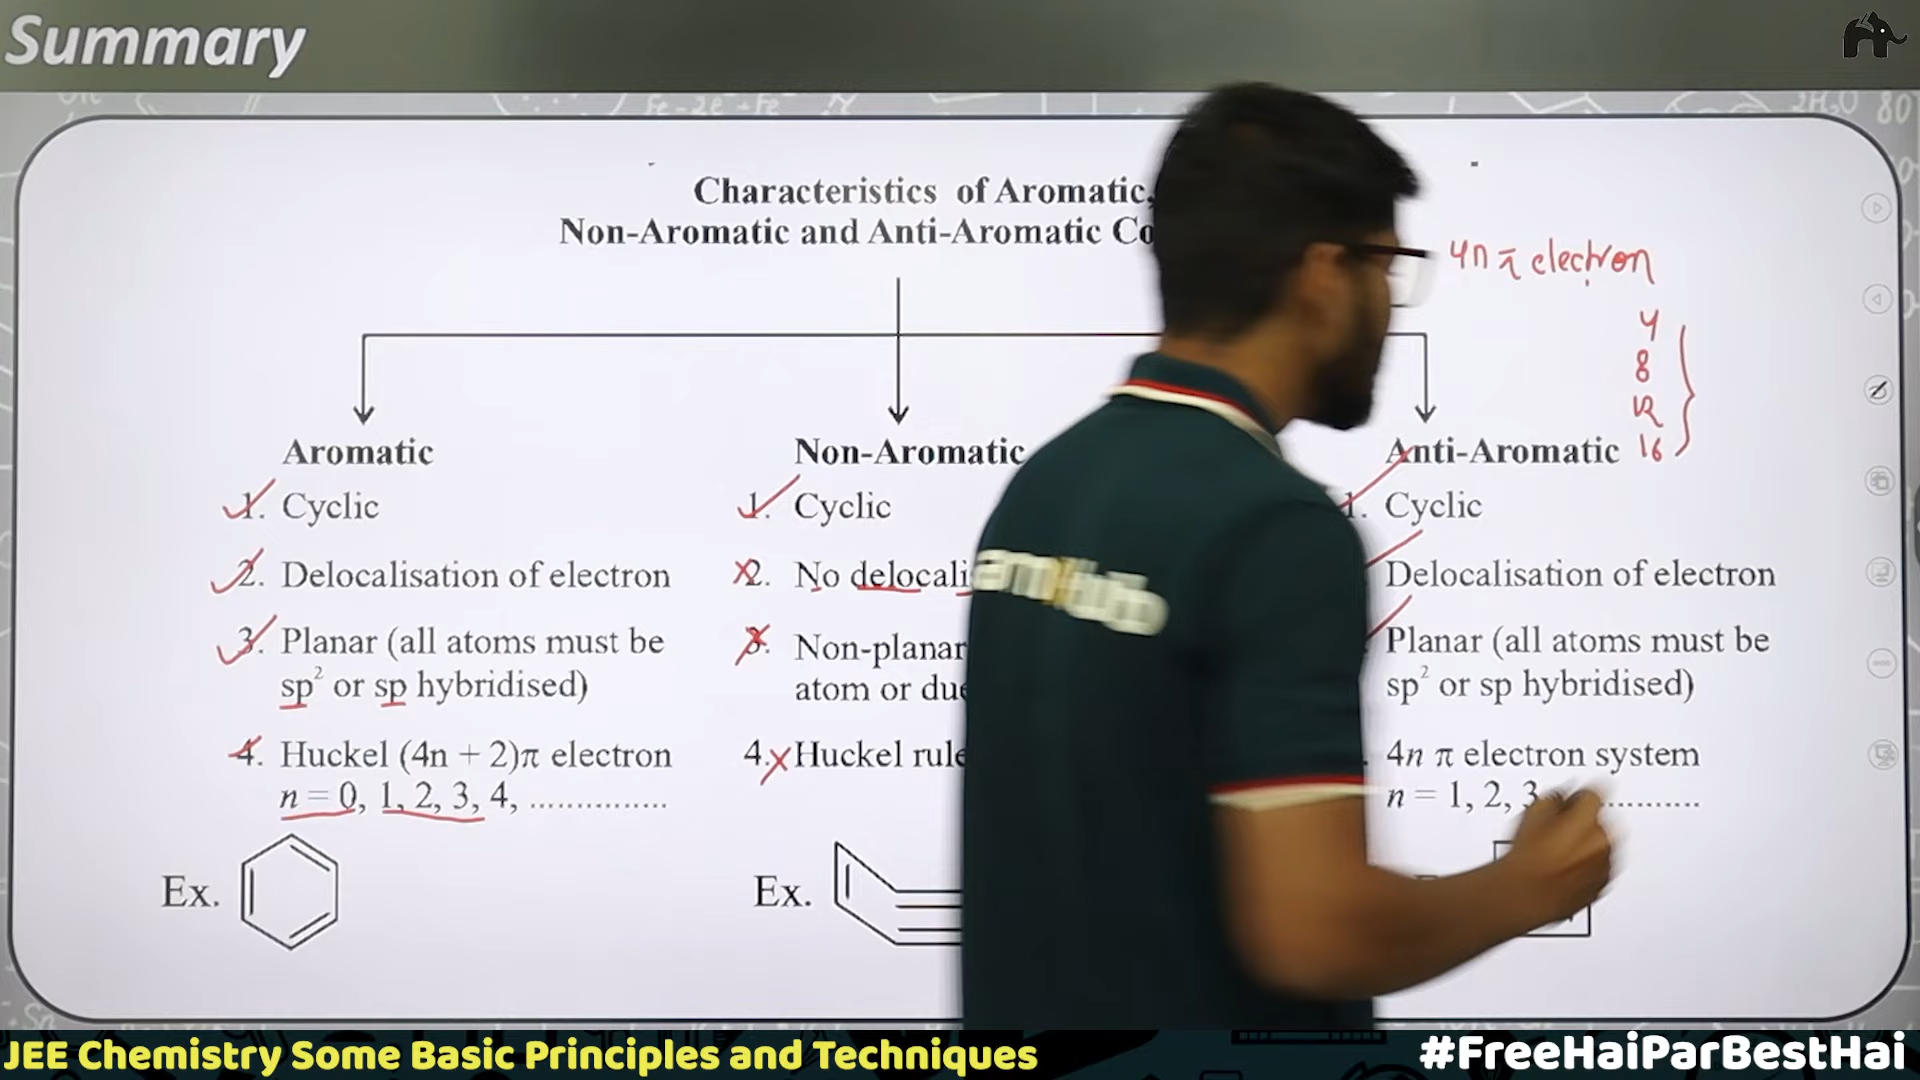 Summary
Characteristics of Aromatic,
Non-Aromatic and Anti-Aromatic
4n π electron
4
8
12
16
Aromatic
1. Cyclic
2. Delocalisation of electron
3. Planar (all atoms must be
sp² or sp hybridised)
4. Huckel (4n + 2)π electron
n = 0, 1, 2, 3, 4, ...............
Ex.
Non-Aromatic
1. Cyclic
2. No
3. Non-planar
atom or
4. Huckel rule
Ex.
Anti-Aromatic
1. Cyclic
Delocalisation of electron
Planar (all atoms must be
sp² or sp hybridised)
4n π electron system
n = 1, 2, 3 ...........
JEE Chemistry Some Basic Principles and Techniques
#FreeHaiParBestHai